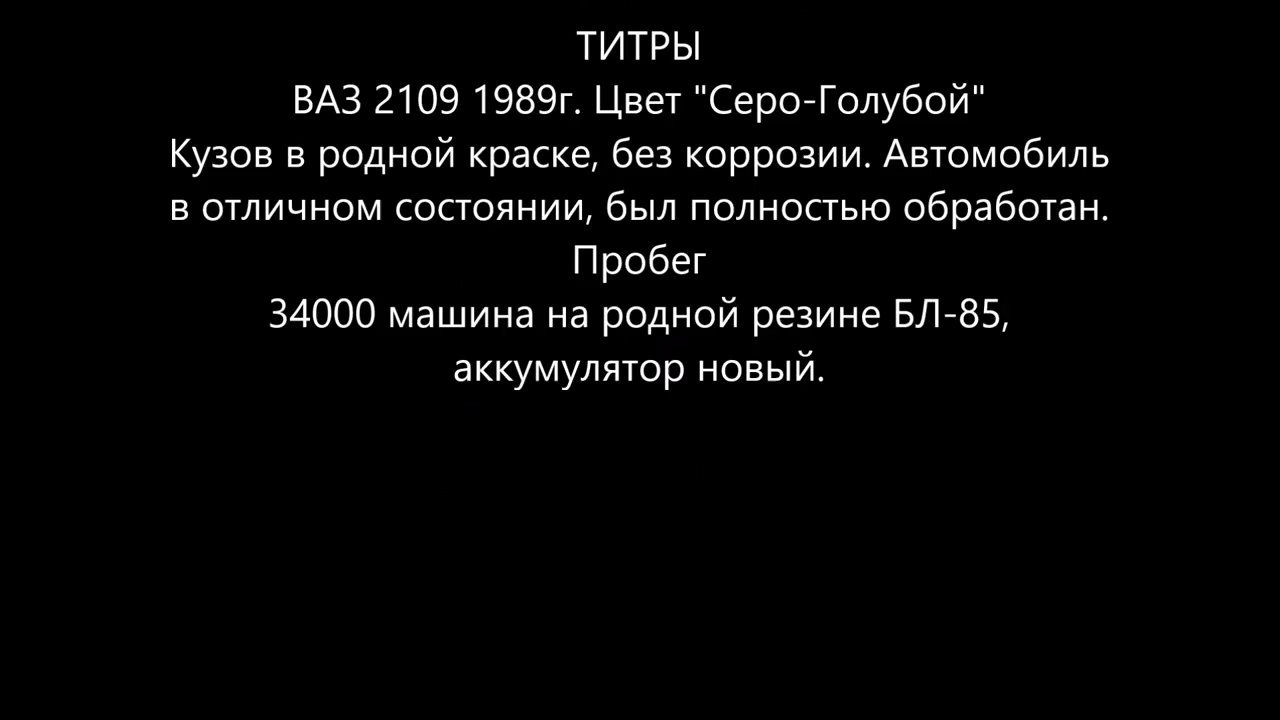 ТИТРЫ
ВАЗ 2109 1989г. Цвет "Серо-Голубой"
Кузов в родной краске, без коррозии. Автомобиль
в отличном состоянии, был полностью обработан.
Пробег
34000 машина на родной резине БЛ-85,
аккумулятор новый.